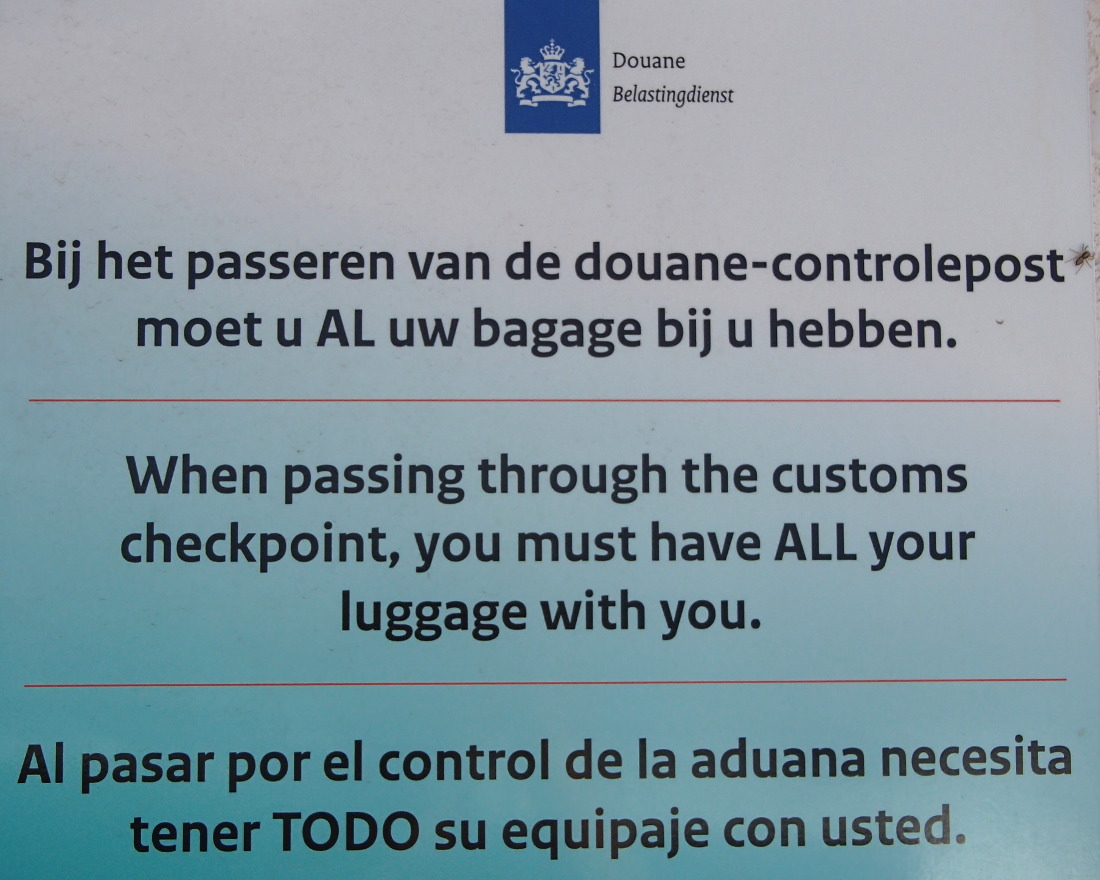 Douane
Belastingdienst
Bij het passeren van de douane-controlepost
moet u AL uw bagage bij u hebben.
When passing through the customs
checkpoint, you must have ALL your
luggage with you.
Al pasar por el control de la aduana necesita
tener TODO su equipaje con usted.